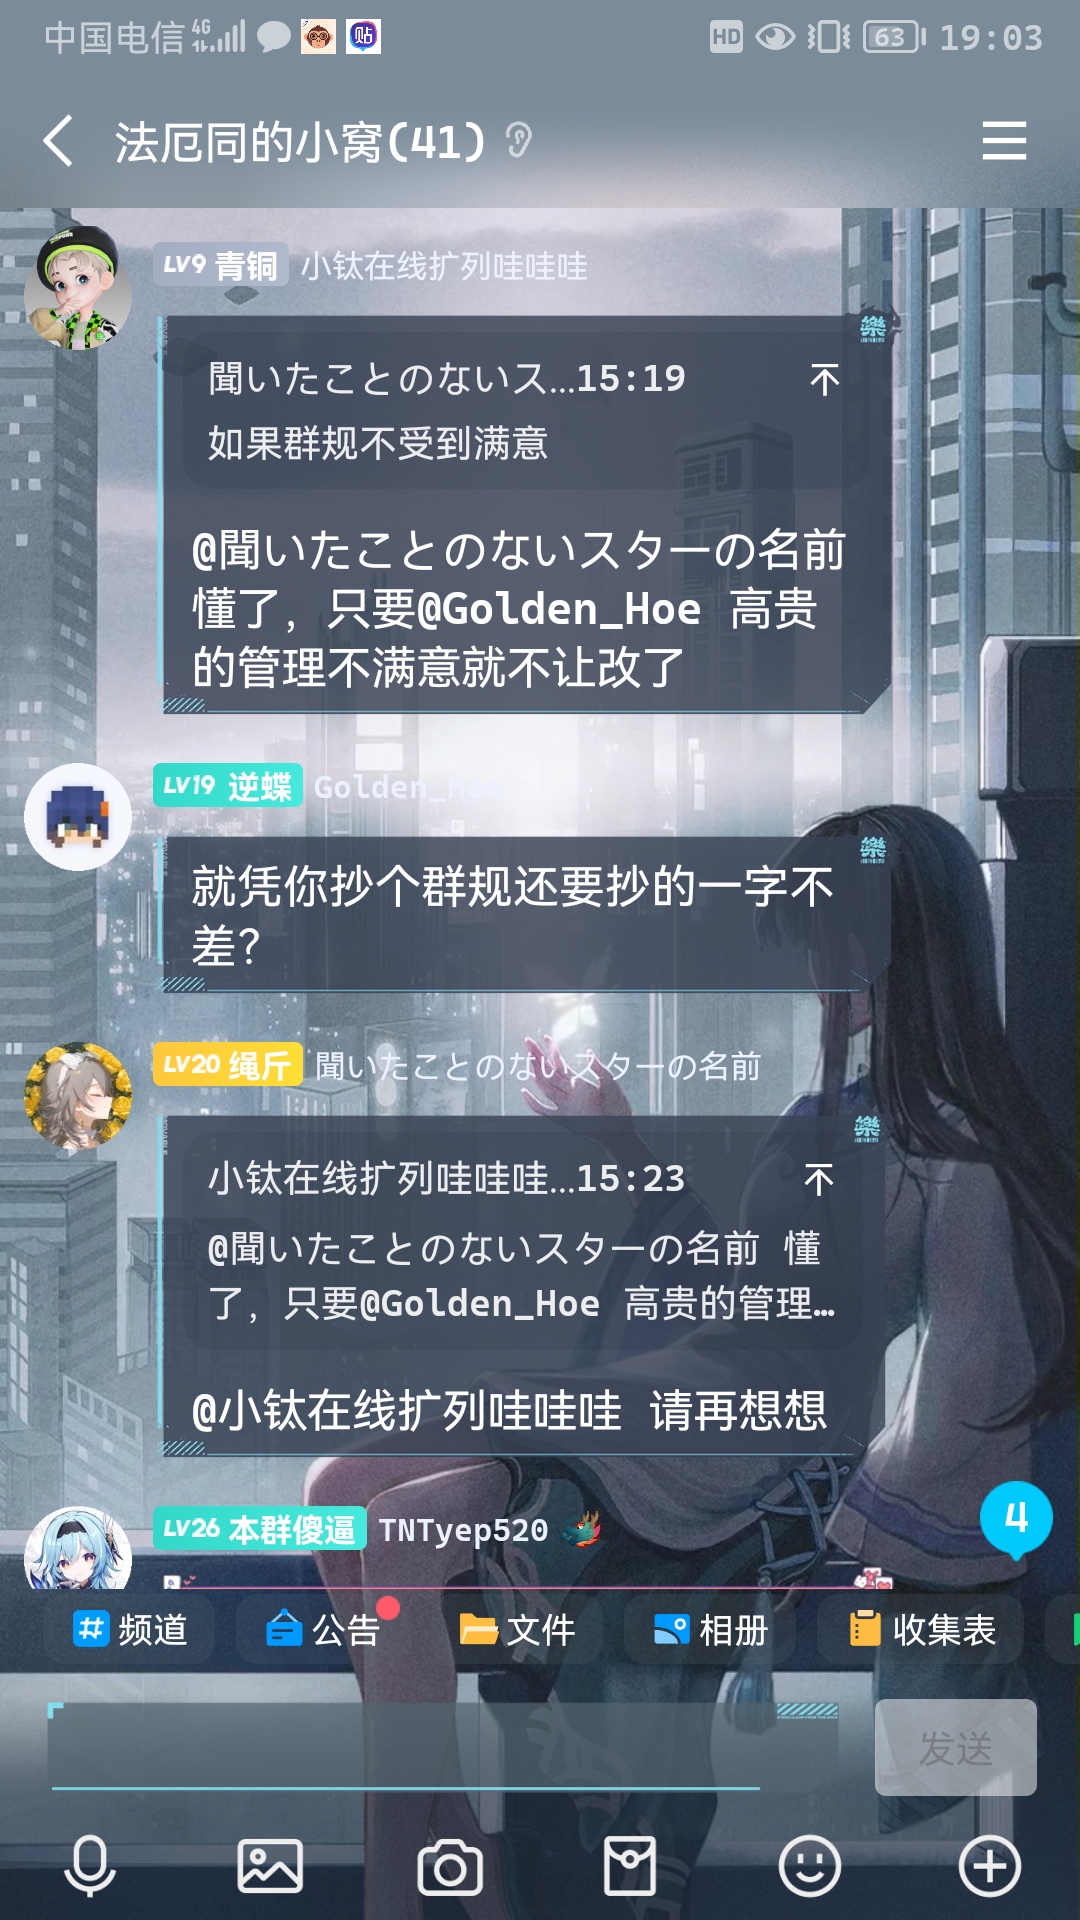 中国电信 4G HD 63 19:03
贴
法厄同的小窝(41)
LV9 青铜 小钛在线扩列哇哇哇
樂
聞いたことのないス...15:19
如果群规不受到满意
@聞いたことのないスターの名前
懂了，只要@Golden_Hoe 高贵
的管理不满意就不让改了
LV19 逆蝶 Golden_Hoe
樂
就凭你抄个群规还要抄的一字不
差？
LV20 绳斤 聞いたことのないスターの名前
樂
小钛在线扩列哇哇哇...15:23
@聞いたことのないスターの名前 懂
了，只要@Golden_Hoe 高贵的管理…
@小钛在线扩列哇哇哇 请再想想
LV26 本群傻逼 TNTyep520
4
频道 公告 文件 相册 收集表
发送